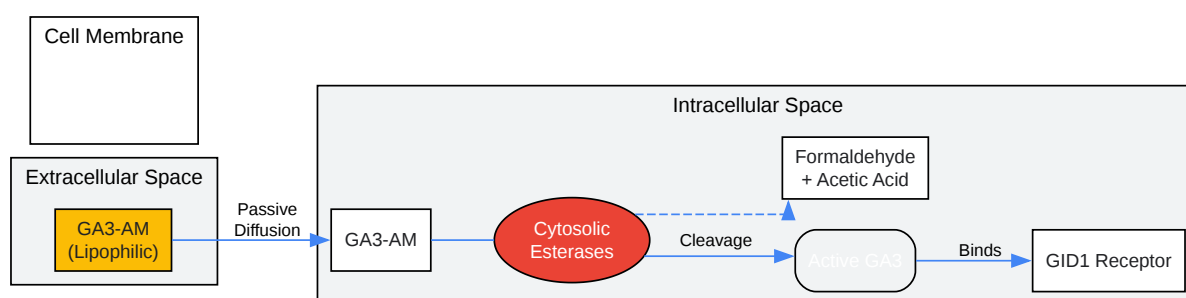 Cell Membrane
Extracellular Space
GA3-AM
(Lipophilic)
Passive
Diffusion
Intracellular Space
GA3-AM
Cytosolic
Esterases
Formaldehyde
+ Acetic Acid
Cleavage
Active GA3
Binds
GID1 Receptor